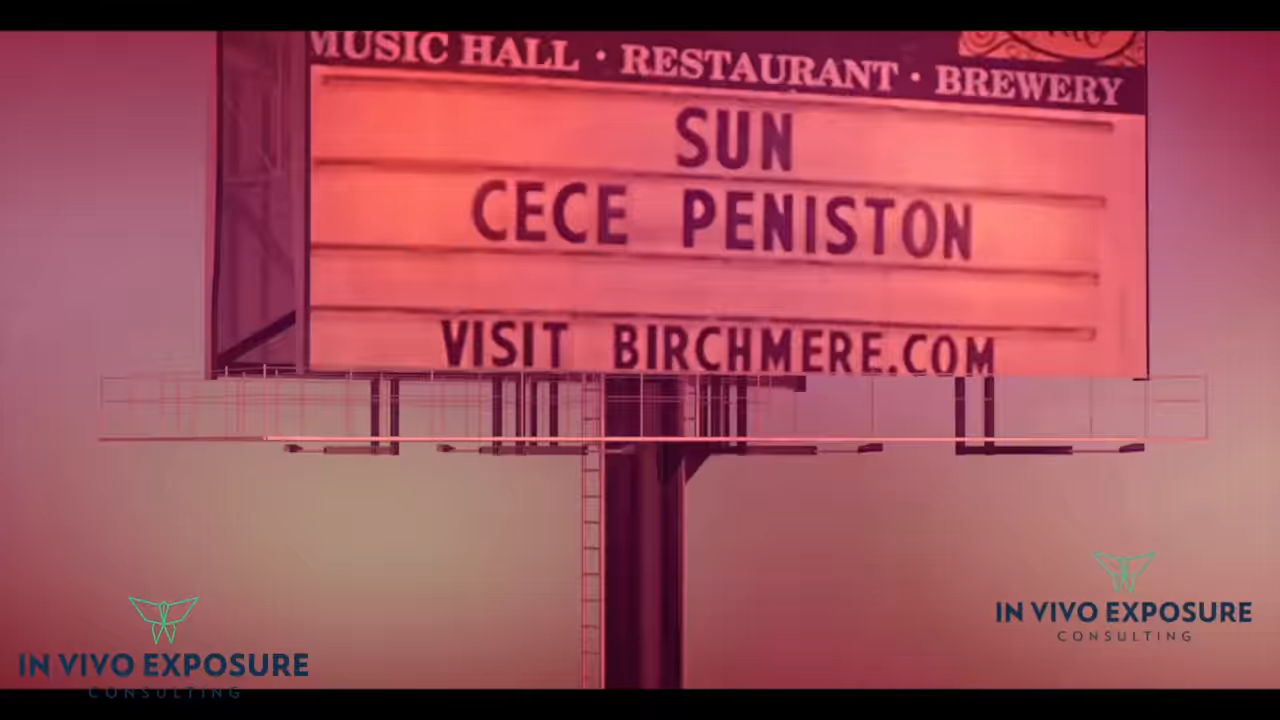 MUSIC HALL · RESTAURANT · BREWERY
SUN
CECE PENISTON
VISIT BIRCHMERE.COM
IN VIVO EXPOSURE
CONSULTING
IN VIVO EXPOSURE
CONSULTING